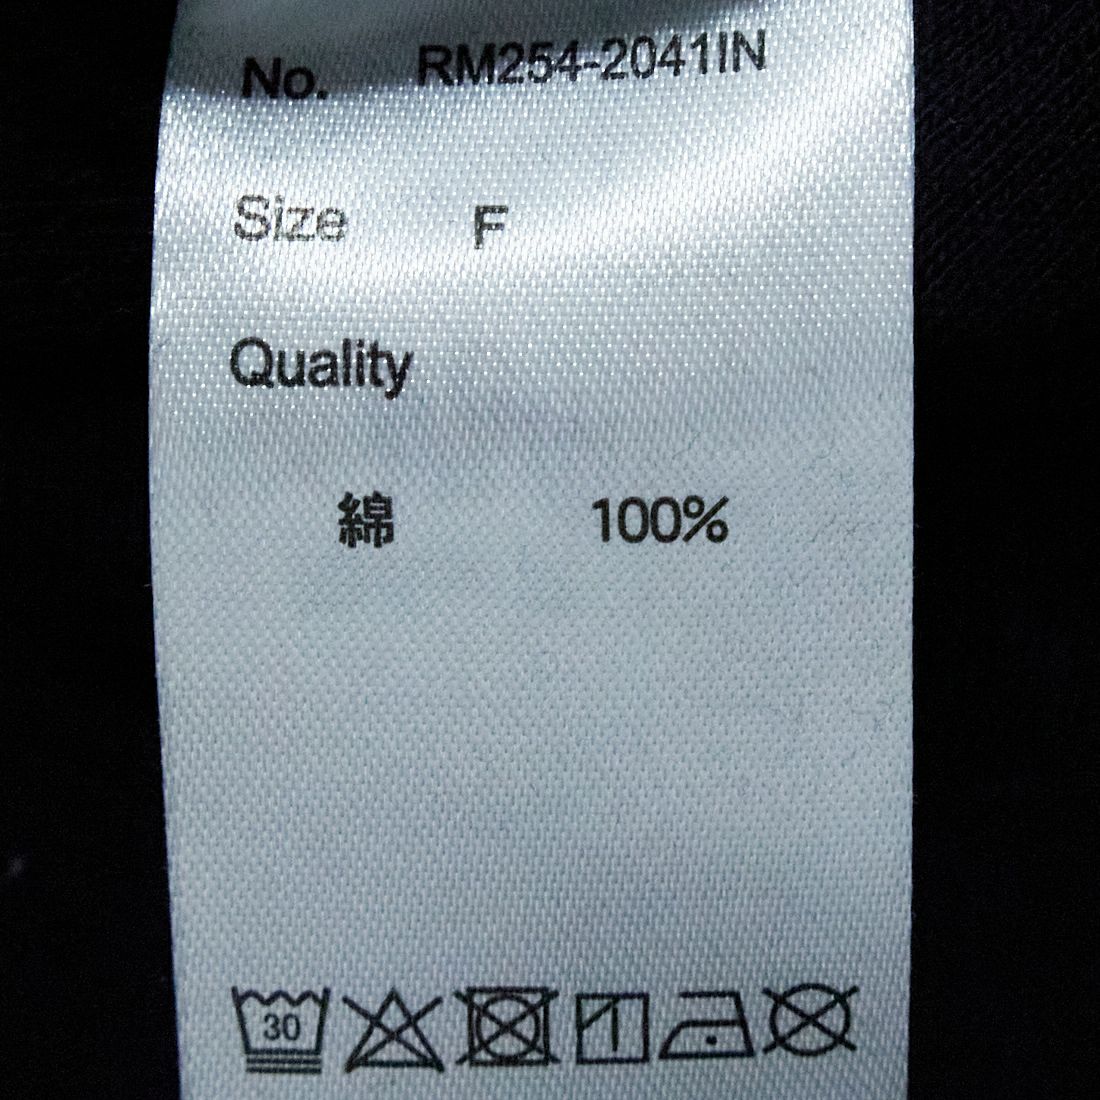 No. RM254-2041IN
Size F
Quality
綿 100%
30